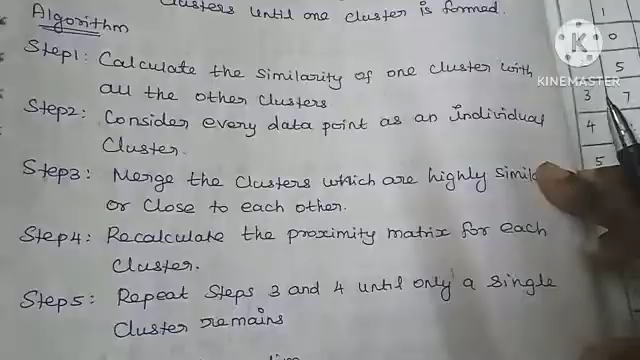 Clusters until one cluster is formed.
Algorithm
Step1: Calculate the similarity of one cluster with
all the other clusters
Step2: Consider every data point as an individual
Cluster.
Step3: Merge the clusters which are highly simila
or close to each other.
Step4: Recalculate the proximity matrix for each
cluster.
Step5: Repeat steps 3 and 4 until only a single
cluster remains
1
0
5
3 7
4
5
KINEMASTER